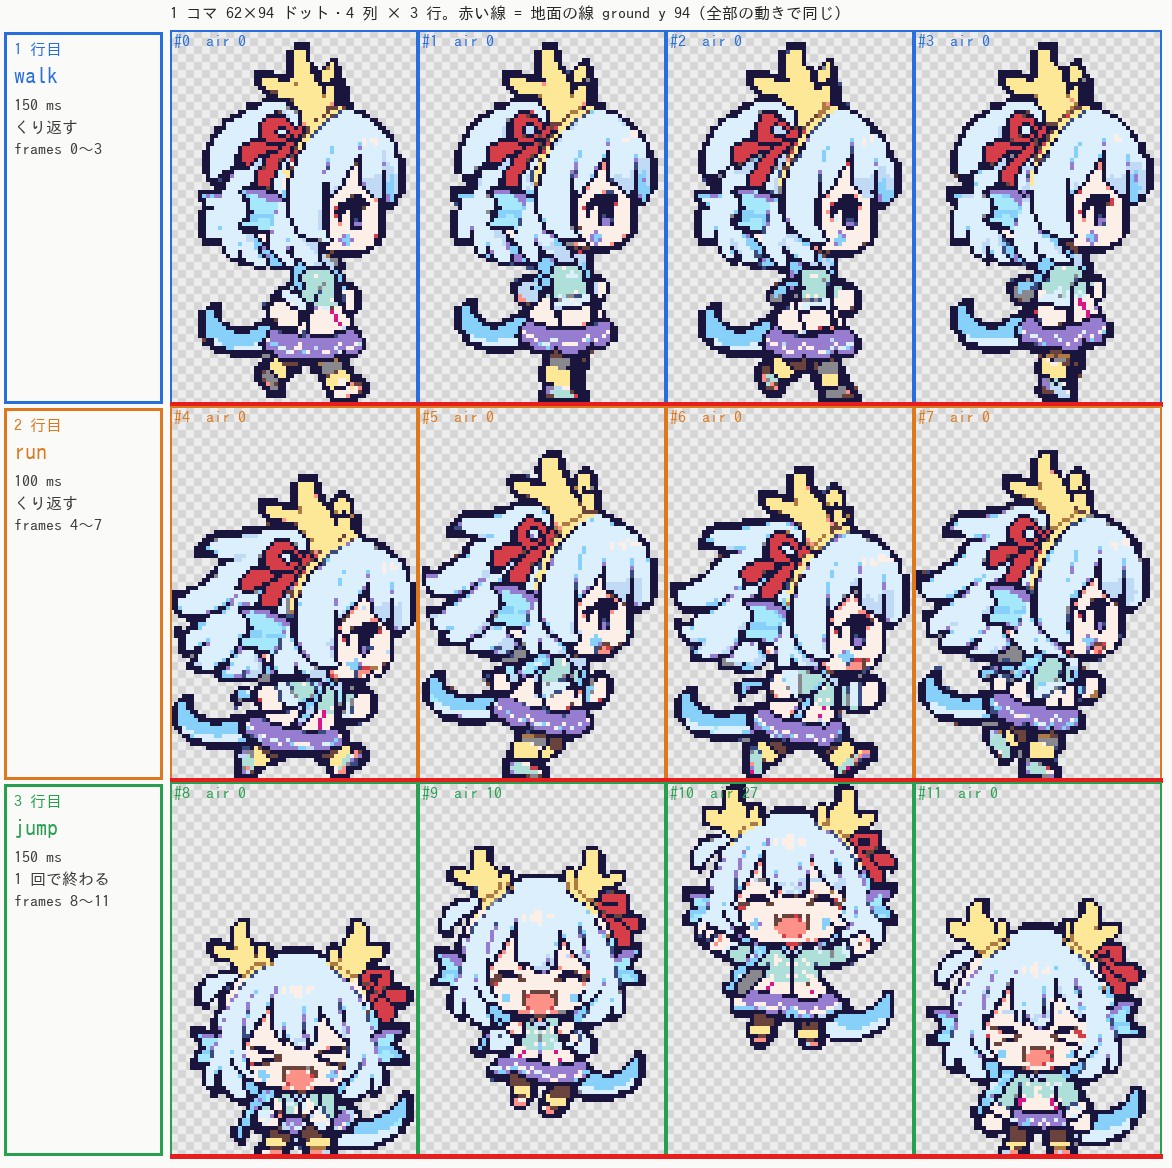 1 コマ 62×94 ドット・4 列 × 3 行。赤い線 = 地面の線 ground y 94（全部の動きで同じ）
1 行目
walk
150 ms
くり返す
frames 0〜3
#0 air 0
#1 air 0
#2 air 0
#3 air 0
2 行目
run
100 ms
くり返す
frames 4〜7
#4 air 0
#5 air 0
#6 air 0
#7 air 0
3 行目
jump
150 ms
1 回で終わる
frames 8〜11
#8 air 0
#9 air 10
#10 air 27
#11 air 0